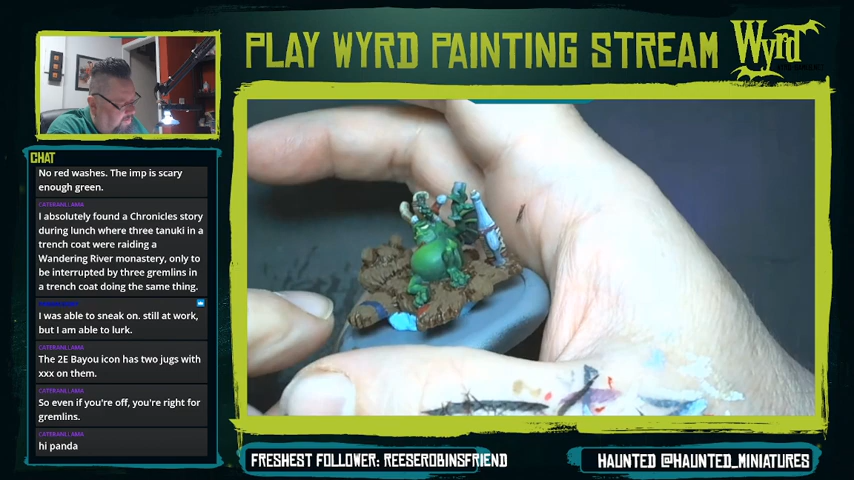 PLAY WYRD PAINTING STREAM
Wyrd
CHAT
No red washes. The imp is scary
enough green.
CATERANLLAMA
I absolutely found a Chronicles story
during lunch where three tanuki in a
trench coat were raiding a
Wandering River monastery, only to
be interrupted by three gremlins in
a trench coat doing the same thing.
I was able to sneak on. still at work,
but I am able to lurk.
CATERANLLAMA
The 2E Bayou icon has two jugs with
xxx on them.
CATERANLLAMA
So even if you're off, you're right for
gremlins.
CATERANLLAMA
hi panda
FRESHEST FOLLOWER: REESEROBINSFRIEND
HAUNTED @HAUNTED_MINIATURES